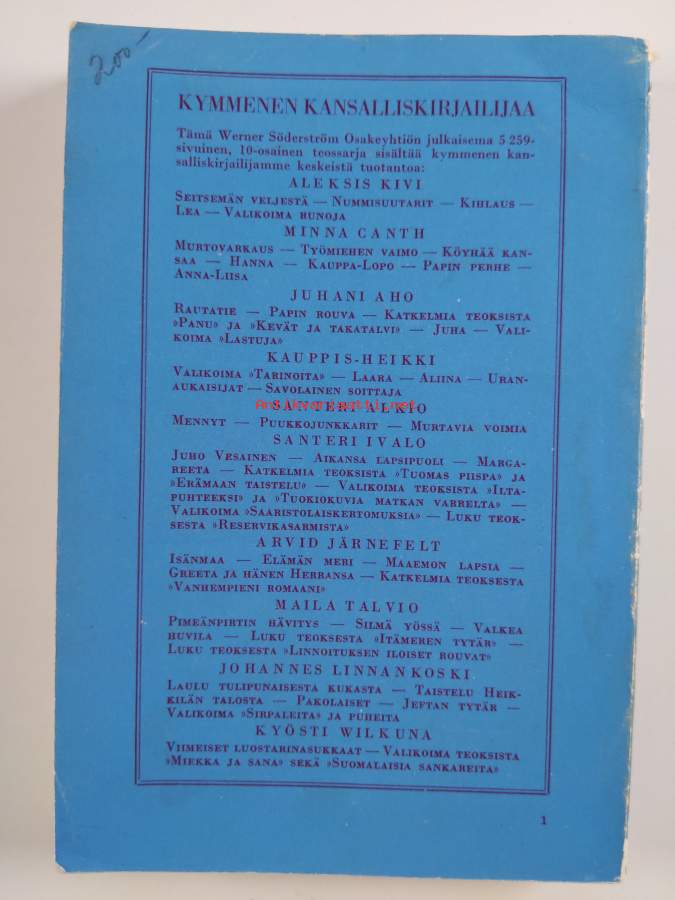 200-
KYMMENEN KANSALLISKIRJAILIJAA
Tämä Werner Söderström Osakeyhtiön julkaisema 5 259-
sivuinen, 10-osainen teossarja sisältää kymmenen kan-
salliskirjailijamme keskeistä tuotantoa:
ALEKSIS KIVI
SEITSEMÄN VELJESTÄ — NUMMISUUTARIT — KIHLAUS —
LEA — VALIKOIMA RUNOJA
MINNA CANTH
MURTOVARKAUS — TYÖMIEHEN VAIMO — KÖYHÄÄ KAN-
SAA — HANNA — KAUPPA-LOPO — PAPIN PERHE —
ANNA-LIISA
JUHANI AHO
RAUTATIE — PAPIN ROUVA — KATKELMIA TEOKSISTA
»PANU» JA »KEVÄT JA TAKATALVI» — JUHA — VALI-
KOIMA »LASTUJA»
KAUPPIS-HEIKKI
VALIKOIMA »TARINOITA» — LAARA — ALIINA — URAN-
AUKAISIJAT — SAVOLAINEN SOITTAJA
SANTERI ALKIO
Antikvariaatti.net
MENNYT — PUUKKOJUNKKARIT — MURTAVIA VOIMIA
SANTERI IVALO
JUHO VESAINEN — AIKANSA LAPSIPUOLI — MARGA-
REETA — KATKELMIA TEOKSISTA »TUOMAS PIISPA» JA
»ERÄMAAN TAISTELU» — VALIKOIMA TEOKSISTA »ILTA-
PUHTEEKSI» JA »TUOKIOKUVIA MATKAN VARRELTA» —
VALIKOIMA »SAARISTOLAISKERTOMUKSIA» — LUKU TEOK-
SESTA »RESERVIKASARMISTA»
ARVID JÄRNEFELT
ISÄNMAA — ELÄMÄN MERI — MAAEMON LAPSIA —
GREETA JA HÄNEN HERRANSA — KATKELMIA TEOKSESTA
»VANHEMPIENI ROMAANI»
MAILA TALVIO
PIMEÄNPIRTIN HÄVITYS — SILMÄ YÖSSÄ — VALKEA
HUVILA — LUKU TEOKSESTA »ITÄMEREN TYTÄR» —
LUKU TEOKSESTA »LINNOITUKSEN ILOISET ROUVAT»
JOHANNES LINNANKOSKI
LAULU TULIPUNAISESTA KUKASTA — TAISTELU HEIK-
KILÄN TALOSTA — PAKOLAISET — JEFTAN TYTÄR —
VALIKOIMA »SIRPALEITA» JA PUHEITA
KYÖSTI WILKUNA
VIIMEISET LUOSTARINASUKKAAT — VALIKOIMA TEOKSISTA
»MIEKKA JA SANA» SEKÄ »SUOMALAISIA SANKAREITA»
1